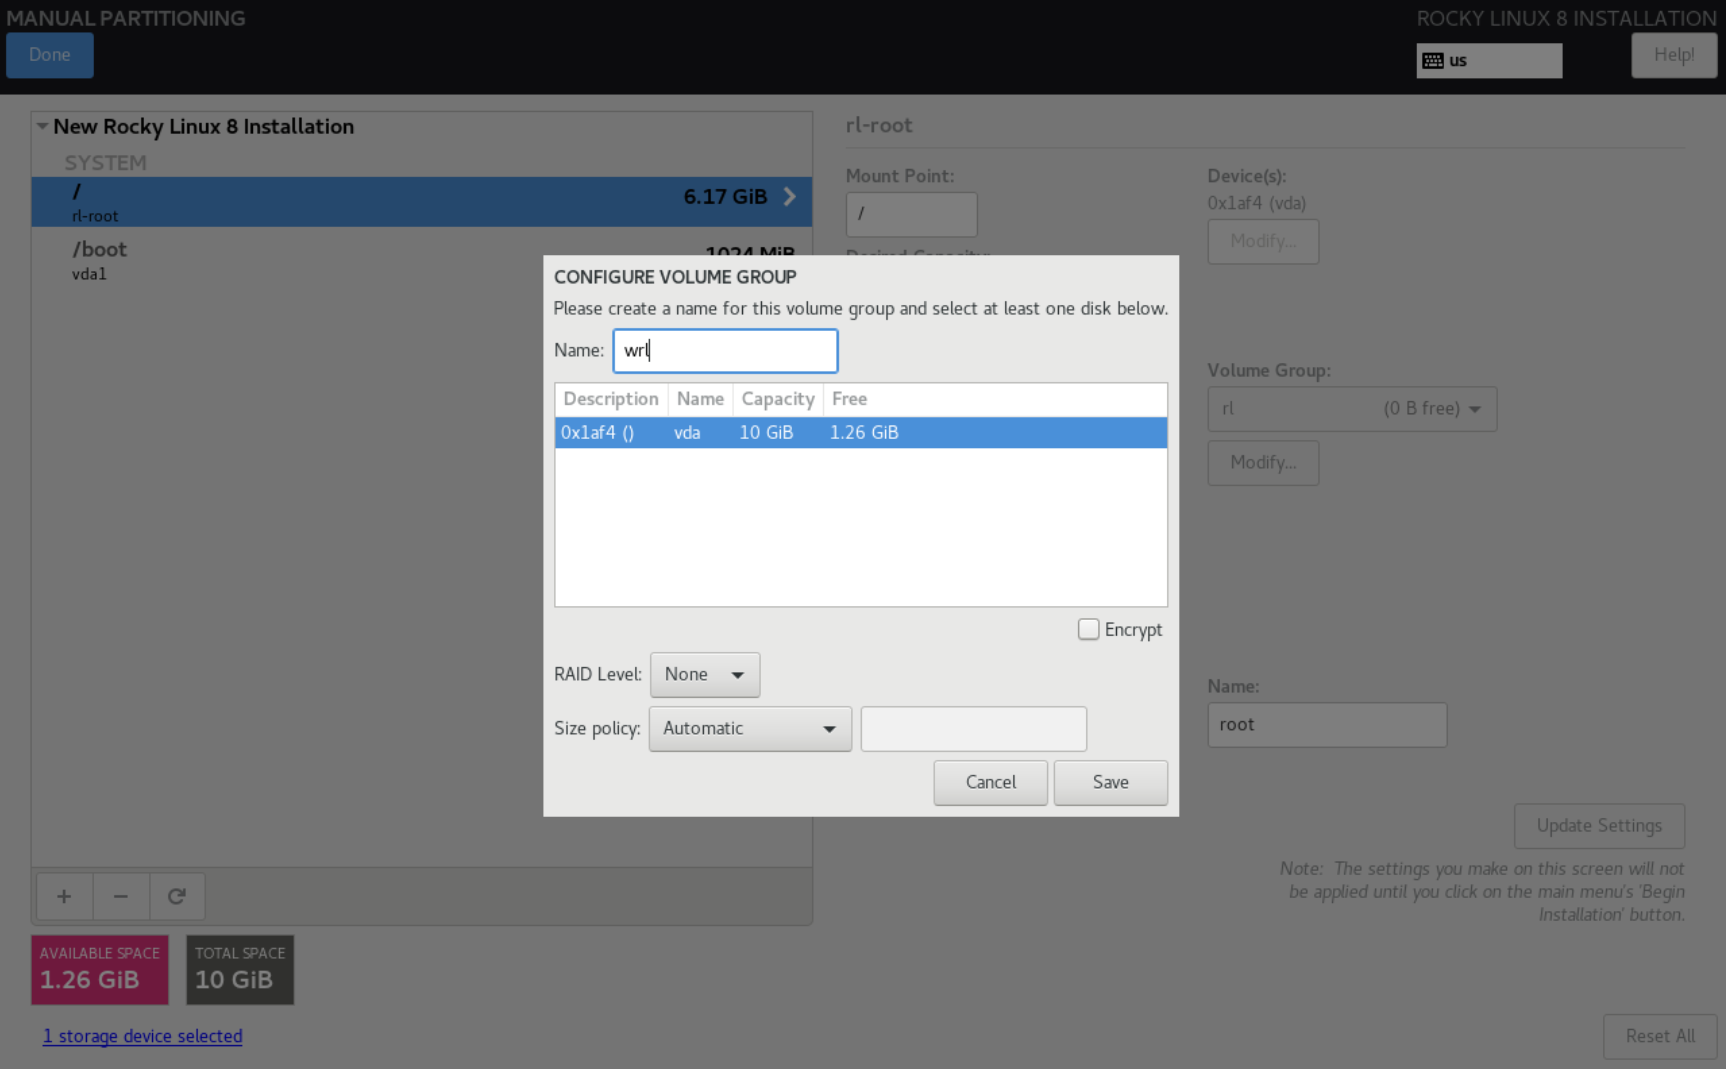 MANUAL PARTITIONING
ROCKY LINUX 8 INSTALLATION
Done
us
Help!
New Rocky Linux 8 Installation
SYSTEM
/
6.17 GiB
rl-root
/boot
1024 MiB
vda1
rl-root
Mount Point:
/
Desired Capacity:
Device(s):
0x1af4 (vda)
Modify...
Volume Group:
rl (0 B free)
Modify...
Name:
root
Update Settings
Note: The settings you make on this screen will not
be applied until you click on the main menu's 'Begin
Installation' button.
CONFIGURE VOLUME GROUP
Please create a name for this volume group and select at least one disk below.
Name: wrl
Description Name Capacity Free
0x1af4 () vda 10 GiB 1.26 GiB
Encrypt
RAID Level: None
Size policy: Automatic
Cancel Save
AVAILABLE SPACE
1.26 GiB
TOTAL SPACE
10 GiB
1 storage device selected
Reset All